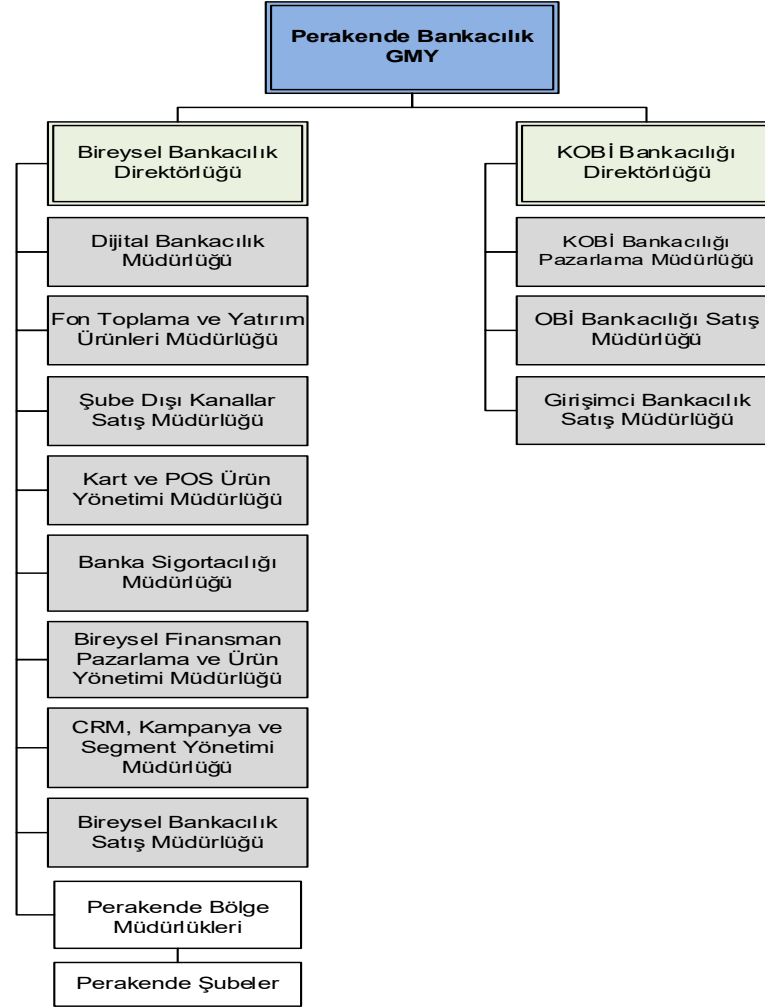 Perakende Bankacılık
GMY
Bireysel Bankacılık
Direktörlüğü
Dijital Bankacılık
Müdürlüğü
Fon Toplama ve Yatırım
Ürünleri Müdürlüğü
Şube Dışı Kanallar
Satış Müdürlüğü
Kart ve POS Ürün
Yönetimi Müdürlüğü
Banka Sigortacılığı
Müdürlüğü
Bireysel Finansman
Pazarlama ve Ürün
Yönetimi Müdürlüğü
CRM, Kampanya ve
Segment Yönetimi
Müdürlüğü
Bireysel Bankacılık
Satış Müdürlüğü
Perakende Bölge
Müdürlükleri
Perakende Şubeler
KOBİ Bankacılığı
Direktörlüğü
KOBİ Bankacılığı
Pazarlama Müdürlüğü
OBİ Bankacılığı Satış
Müdürlüğü
Girişimci Bankacılık
Satış Müdürlüğü